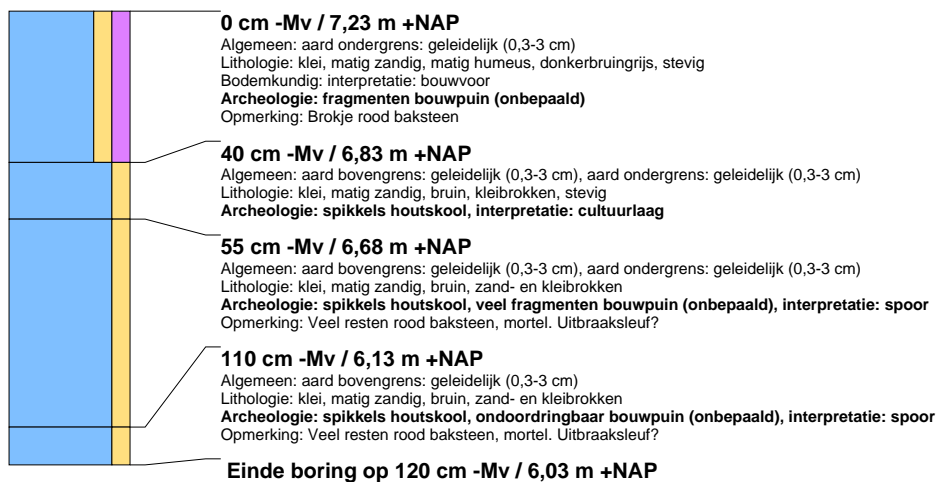 0 cm -Mv / 7,23 m +NAP
Algemeen: aard ondergrens: geleidelijk (0,3-3 cm)
Lithologie: klei, matig zandig, matig humeus, donkerbruingrijs, stevig
Bodemkundig: interpretatie: bouwvoor
Archeologie: fragmenten bouwpuin (onbepaald)
Opmerking: Brokje rood baksteen
40 cm -Mv / 6,83 m +NAP
Algemeen: aard bovengrens: geleidelijk (0,3-3 cm), aard ondergrens: geleidelijk (0,3-3 cm)
Lithologie: klei, matig zandig, bruin, kleibrokken, stevig
Archeologie: spikkels houtskool, interpretatie: cultuurlaag
55 cm -Mv / 6,68 m +NAP
Algemeen: aard bovengrens: geleidelijk (0,3-3 cm), aard ondergrens: geleidelijk (0,3-3 cm)
Lithologie: klei, matig zandig, bruin, zand- en kleibrokken
Archeologie: spikkels houtskool, veel fragmenten bouwpuin (onbepaald), interpretatie: spoor
Opmerking: Veel resten rood baksteen, mortel. Uitbraaksleuf?
110 cm -Mv / 6,13 m +NAP
Algemeen: aard bovengrens: geleidelijk (0,3-3 cm)
Lithologie: klei, matig zandig, bruin, zand- en kleibrokken
Archeologie: spikkels houtskool, ondoordringbaar bouwpuin (onbepaald), interpretatie: spoor
Opmerking: Veel resten rood baksteen, mortel. Uitbraaksleuf?
Einde boring op 120 cm -Mv / 6,03 m +NAP